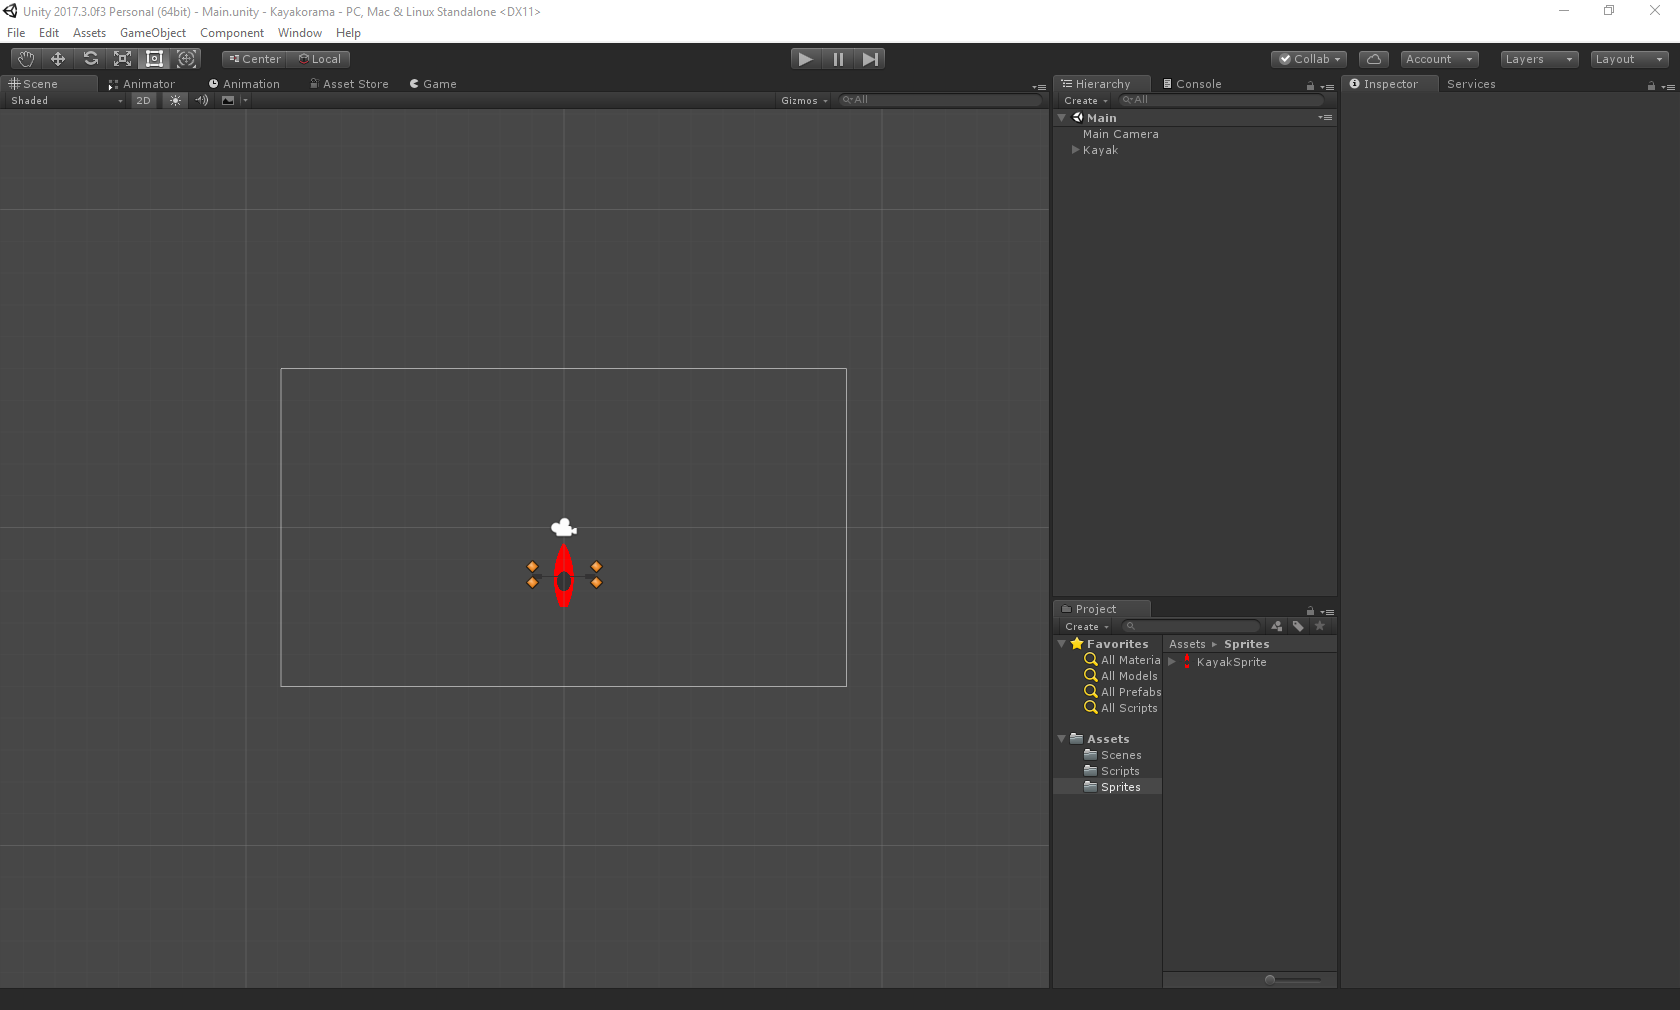 Unity 2017.3.0f3 Personal (64bit) - Main.unity - Kayakorama - PC, Mac & Linux Standalone <DX11>
File Edit Assets GameObject Component Window Help
Center Local Collab Account Layers Layout
Scene Animator Animation Asset Store Game
Shaded 2D Gizmos All
Hierarchy Console
Create All
Main
Main Camera
Kayak
Project
Create
Favorites
All Materia
All Models
All Prefabs
All Scripts
Assets
Scenes
Scripts
Sprites
Assets Sprites
KayakSprite
Inspector Services